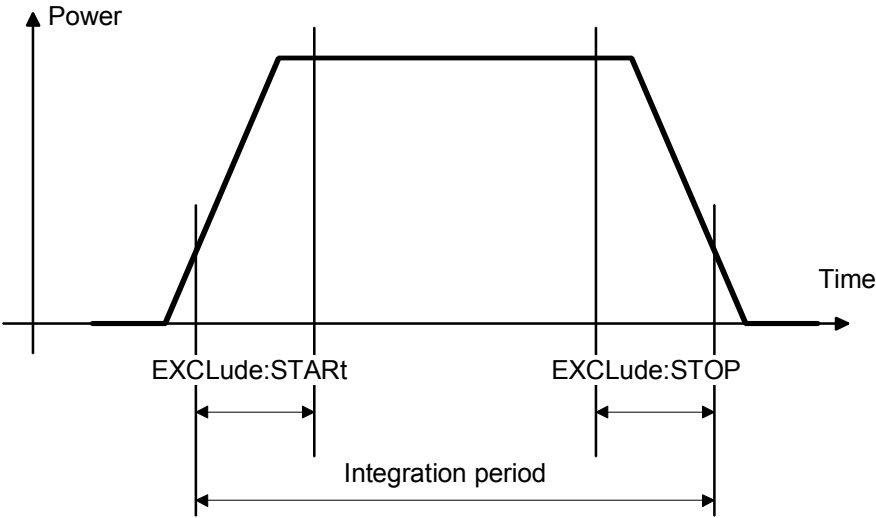 Power
Time
EXCLude:STARt
EXCLude:STOP
Integration period